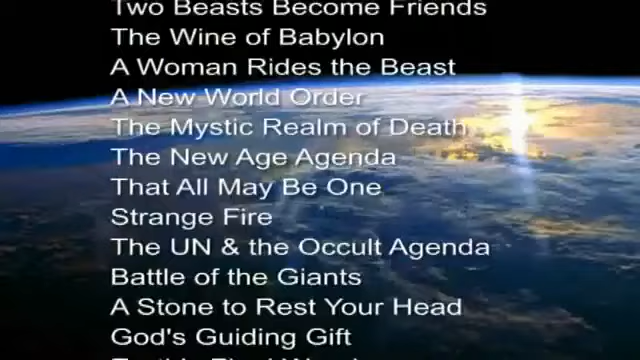 Two Beasts Become Friends
The Wine of Babylon
A Woman Rides the Beast
A New World Order
The Mystic Realm of Death
The New Age Agenda
That All May Be One
Strange Fire
The UN & the Occult Agenda
Battle of the Giants
A Stone to Rest Your Head
God's Guiding Gift